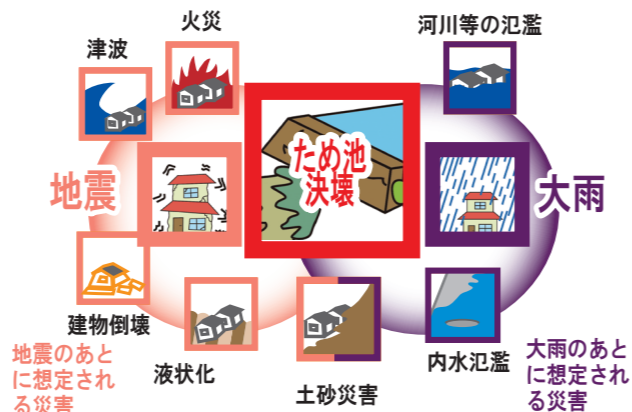 火災
河川等の氾濫
津波
ため池
決壊
地震
大雨
建物倒壊
液状化
土砂災害
内水氾濫
地震のあと
に想定され
る災害
大雨のあと
に想定され
る災害